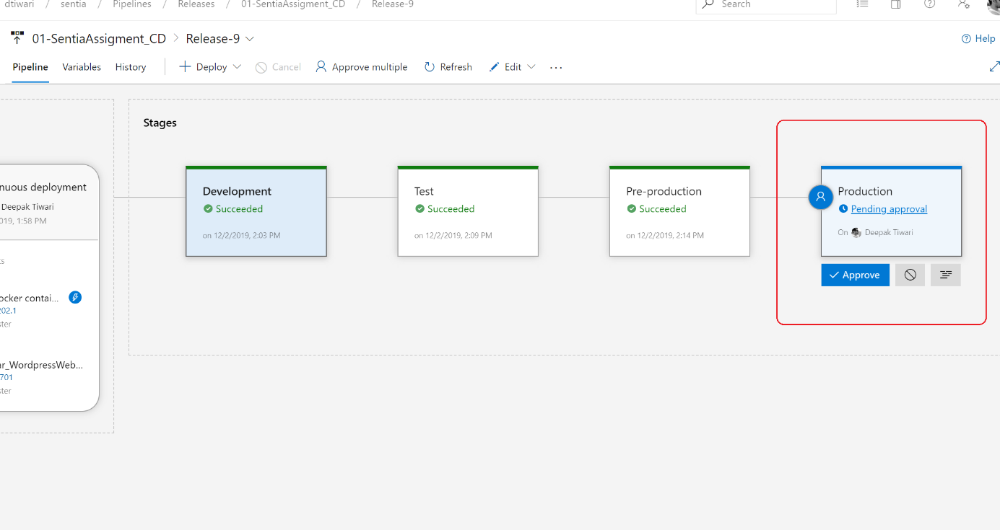 dtiwari / sentia / Pipelines / Releases / 01-SentiaAssigment_CD / Release-9
Search
01-SentiaAssigment_CD > Release-9
Help
Pipeline Variables History Deploy Cancel Approve multiple Refresh Edit ...
Stages
nuous deployment
Deepak Tiwari
019, 1:58 PM
ts
ocker contai...
202.1
ster
ar_WordpressWeb...
701
ster
Development
Succeeded
on 12/2/2019, 2:03 PM
Test
Succeeded
on 12/2/2019, 2:09 PM
Pre-production
Succeeded
on 12/2/2019, 2:14 PM
Production
Pending approval
On Deepak Tiwari
Approve